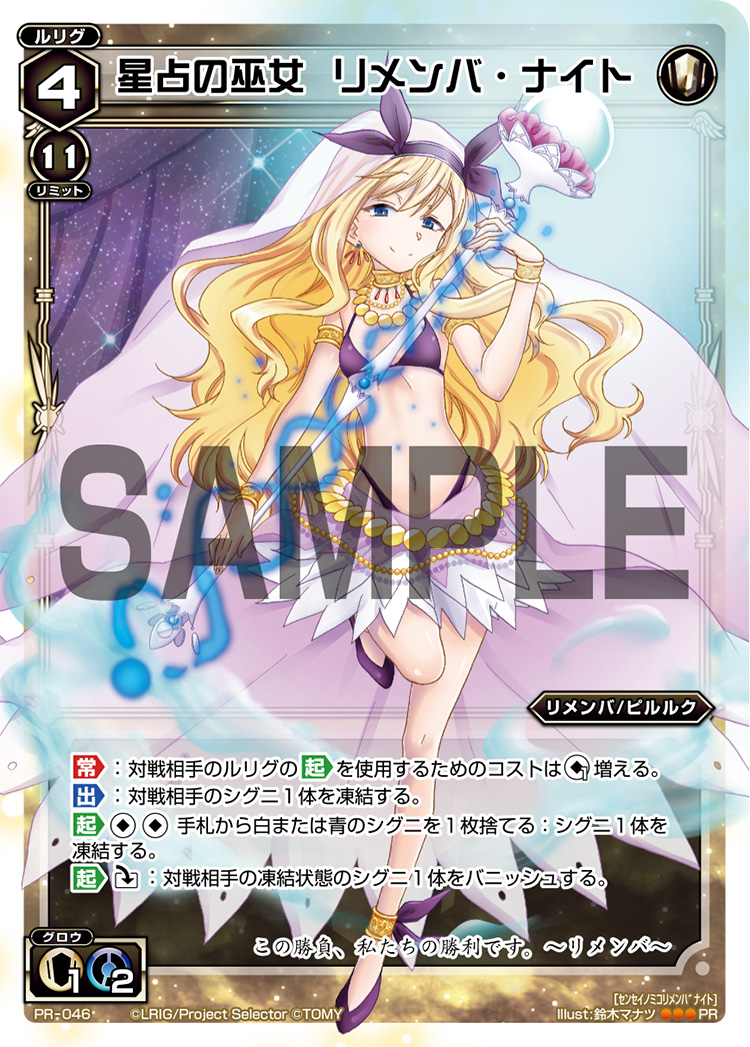 ルリグ
4
星占の巫女 リメンバ・ナイト
11
リミット
SAMPLE
リメンバ/ピルルク
常:対戦相手のルリグの起を使用するためのコストは1増える。
出:対戦相手のシグニ1体を凍結する。
起 手札から白または青のシグニを1枚捨てる:シグニ1体を
凍結する。
起:対戦相手の凍結状態のシグニ1体をバニッシュする。
この勝負、私たちの勝利です。～リメンバ～
グロウ
1 2
[センセイノミコリメンバナイト]
PR-046 ©LRIG/Project Selector ©TOMY Illust:鈴木マナツ PR